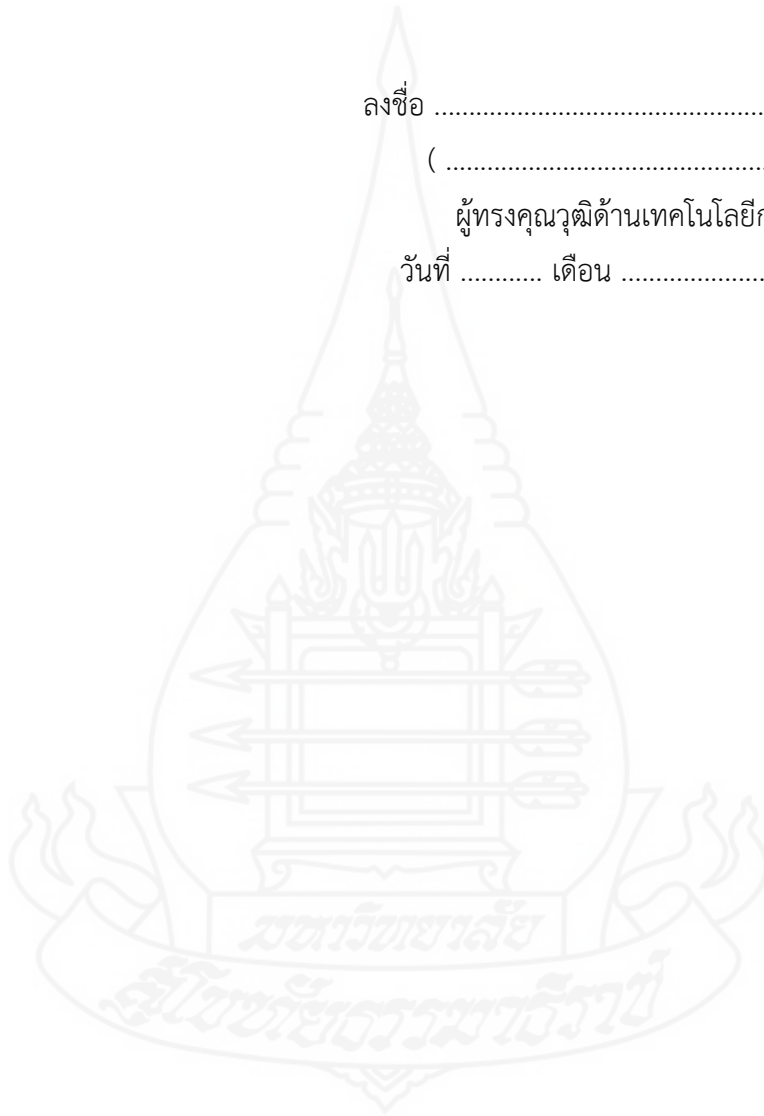 ลงชื่อ ................................................
( ................................................
ผู้ทรงคุณวุฒิด้านเทคโนโลยี
วันที่ ............ เดือน .....................
มหาวิทยาลัย
สุโขทัยธรรมาธิราช